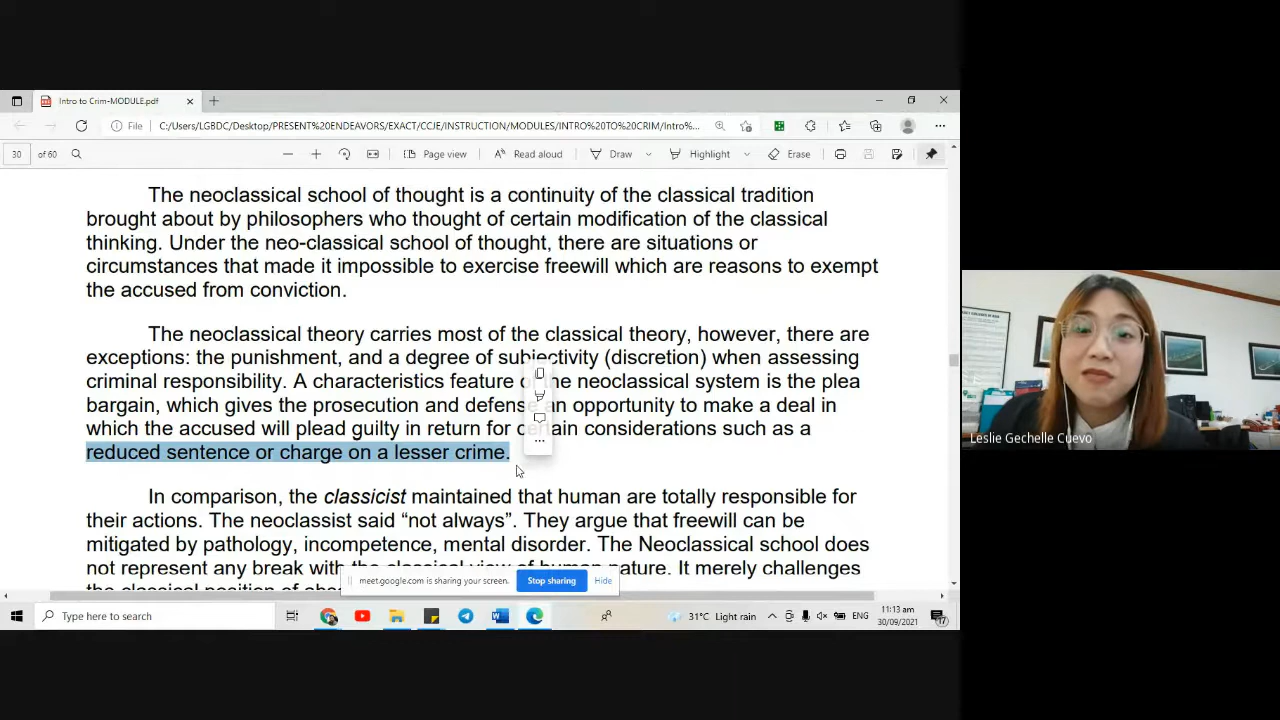 Intro to Crim-MODULE.pdf
File C:/Users/LGBDC/Desktop/PRESENT%20ENDEAVORS/EXACT/CCJE/INSTRUCTION/MODULES/INTRO%20TO%20CRIM/Intro%...
30 of 60 Page view Read aloud Draw Highlight Erase
The neoclassical school of thought is a continuity of the classical tradition
brought about by philosophers who thought of certain modification of the classical
thinking. Under the neo-classical school of thought, there are situations or
circumstances that made it impossible to exercise freewill which are reasons to exempt
the accused from conviction.
The neoclassical theory carries most of the classical theory, however, there are
exceptions: the punishment, and a degree of subjectivity (discretion) when assessing
criminal responsibility. A characteristics feature of the neoclassical system is the plea
bargain, which gives the prosecution and defense an opportunity to make a deal in
which the accused will plead guilty in return for certain considerations such as a
reduced sentence or charge on a lesser crime.
In comparison, the classicist maintained that human are totally responsible for
their actions. The neoclassist said “not always”. They argue that freewill can be
mitigated by pathology, incompetence, mental disorder. The Neoclassical school does
not represent any break with the classical view of human nature. It merely challenges
the classical position of
meet.google.com is sharing your screen. Stop sharing Hide
Type here to search
31°C Light rain ENG 11:13 am
30/09/2021
17
Leslie Gechelle Cuevo